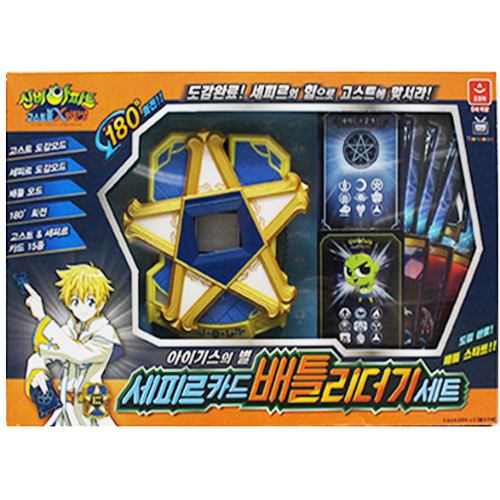 신비아파트
고스트
도감완료! 세피르의 힘으로 고스트에 맞서라!
180° 회전!!
고스트 도감모드
세피르 도감모드
배틀 모드
180° 회전
고스트 & 세피르
카드 15종
도감 완료!
배틀 스타트!!
아이기스의 별
세피르카드 배틀리더기 세트